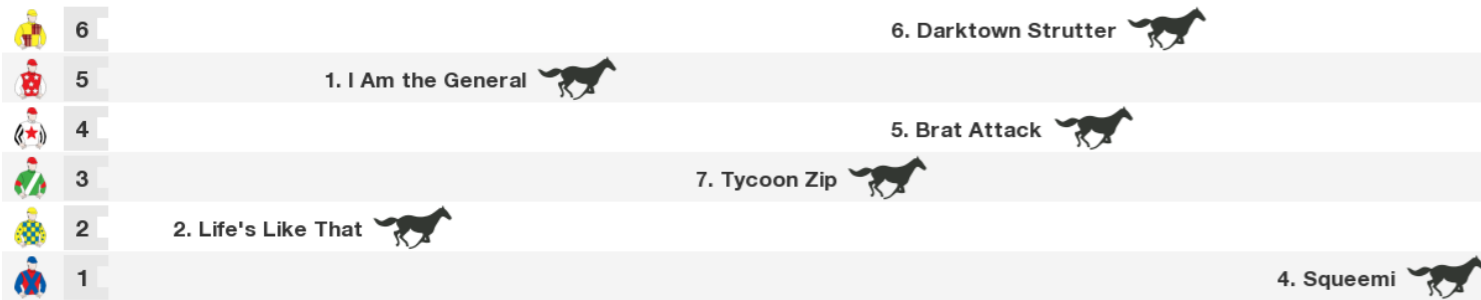 6 6. Darktown Strutter
5 1. I Am the General
4 5. Brat Attack
3 7. Tycoon Zip
2 2. Life's Like That
1 4. Squeemi